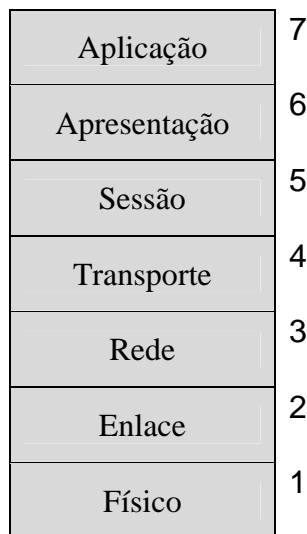 Aplicação 7
Apresentação 6
Sessão 5
Transporte 4
Rede 3
Enlace 2
Físico 1